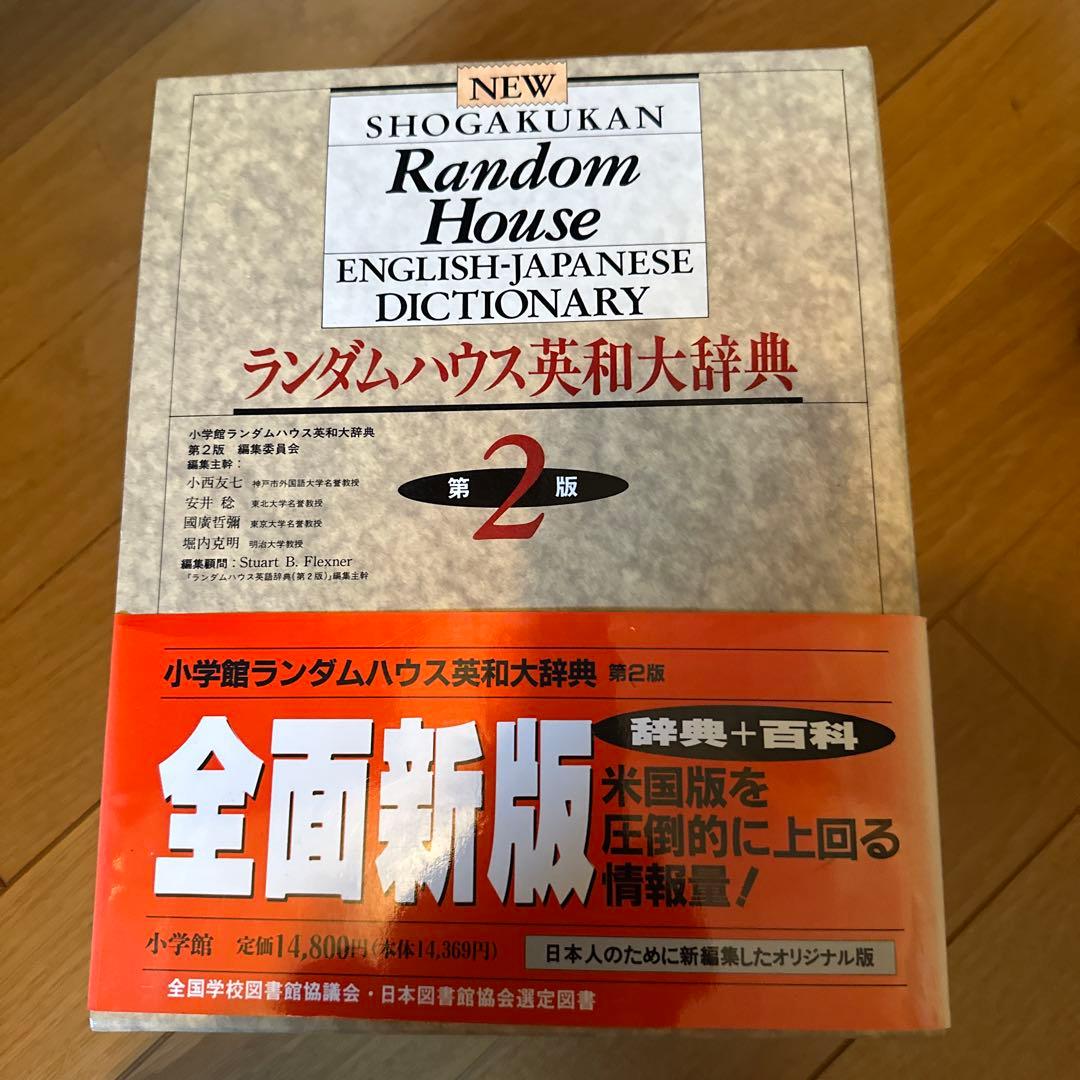 NEW
SHOGAKUKAN
Random
House
ENGLISH-JAPANESE
DICTIONARY
ランダムハウス英和大辞典
小学館ランダムハウス英和大辞典
第2版 編集委員会
編集主幹：
小西友七 神戸市外国語大学名誉教授
安井 稔 東北大学名誉教授
國廣哲彌 東京大学名誉教授
堀内克明 明治大学教授
編集顧問：Stuart B. Flexner
『ランダムハウス英語辞典(第2版)』編集主幹
第2版
小学館ランダムハウス英和大辞典 第2版
全面新版
辞典+百科
米国版を
圧倒的に上回る
情報量！
小学館 定価14,800円(本体14,369円)
日本人のために新編集したオリジナル版
全国学校図書館協議会・日本図書館協会選定図書